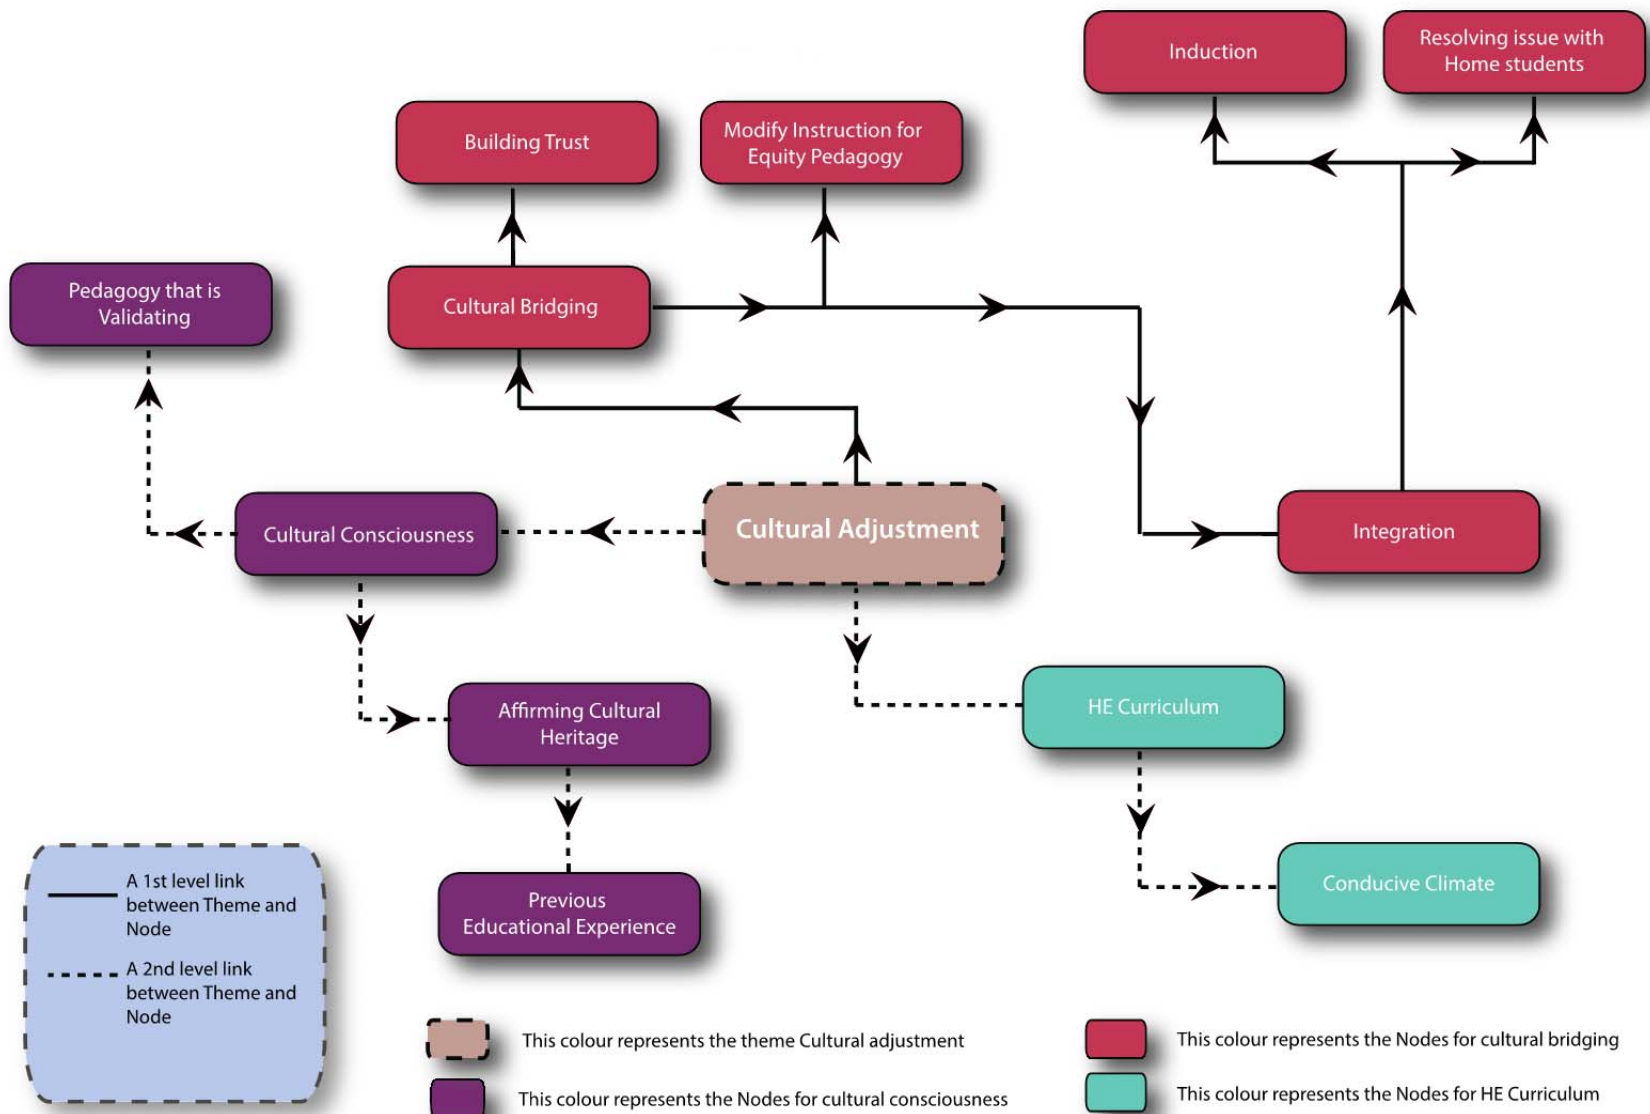 Induction
Resolving issue with
Home students
Building Trust
Modify Instruction for
Equity Pedagogy
Pedagogy that is
Validating
Cultural Bridging
Cultural Consciousness
Cultural Adjustment
Integration
Affirming Cultural
Heritage
HE Curriculum
Previous
Educational Experience
Conducive Climate
A 1st level link
between Theme and
Node
A 2nd level link
between Theme and
Node
This colour represents the theme Cultural adjustment
This colour represents the Nodes for cultural consciousness
This colour represents the Nodes for cultural bridging
This colour represents the Nodes for HE Curriculum